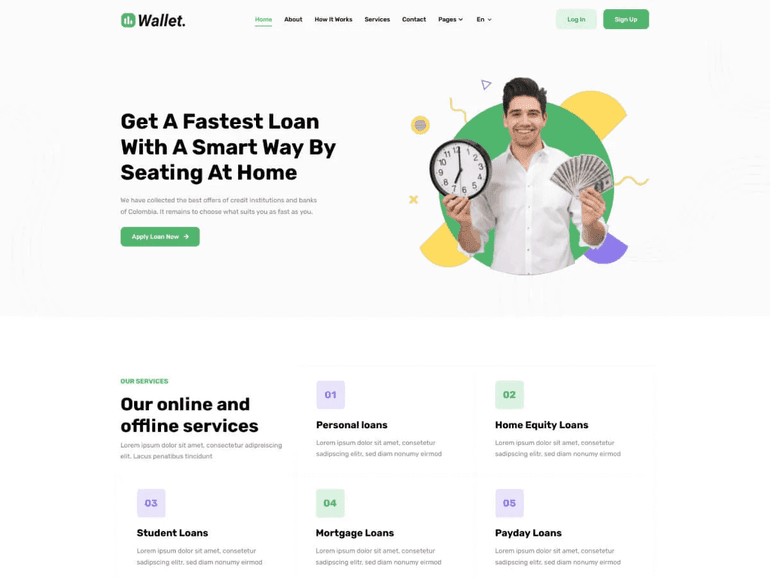 Wallet.
Home About How It Works Services Contact Pages En
Log in
Sign Up
Get A Fastest Loan
With A Smart Way By
Seating At Home
We have collected the best offers of credit institutions and banks
of Colombia. It remains to choose what suits you as fast as you.
Apply Loan Now
OUR SERVICES
Our online and
offline services
Lorem ipsum dolor sit amet, consectetur adipraiscing
elit. Lacus penatibus tincidunt
01
Personal loans
Lorem ipsum dolor sit amet, consetetur
sadipscing elitr, sed diam nonumy eirmod
02
Home Equity Loans
Lorem ipsum dolor sit amet, consetetur
sadipscing elitr, sed diam nonumy eirmod
03
Student Loans
Lorem ipsum dolor sit amet, consetetur
sadipscing elitr, sed diam nonumy eirmod
04
Mortgage Loans
Lorem ipsum dolor sit amet, consetetur
sadipscing elitr, sed diam nonumy eirmod
05
Payday Loans
Lorem ipsum dolor sit amet, consetetur
sadipscing elitr, sed diam nonumy eirmod